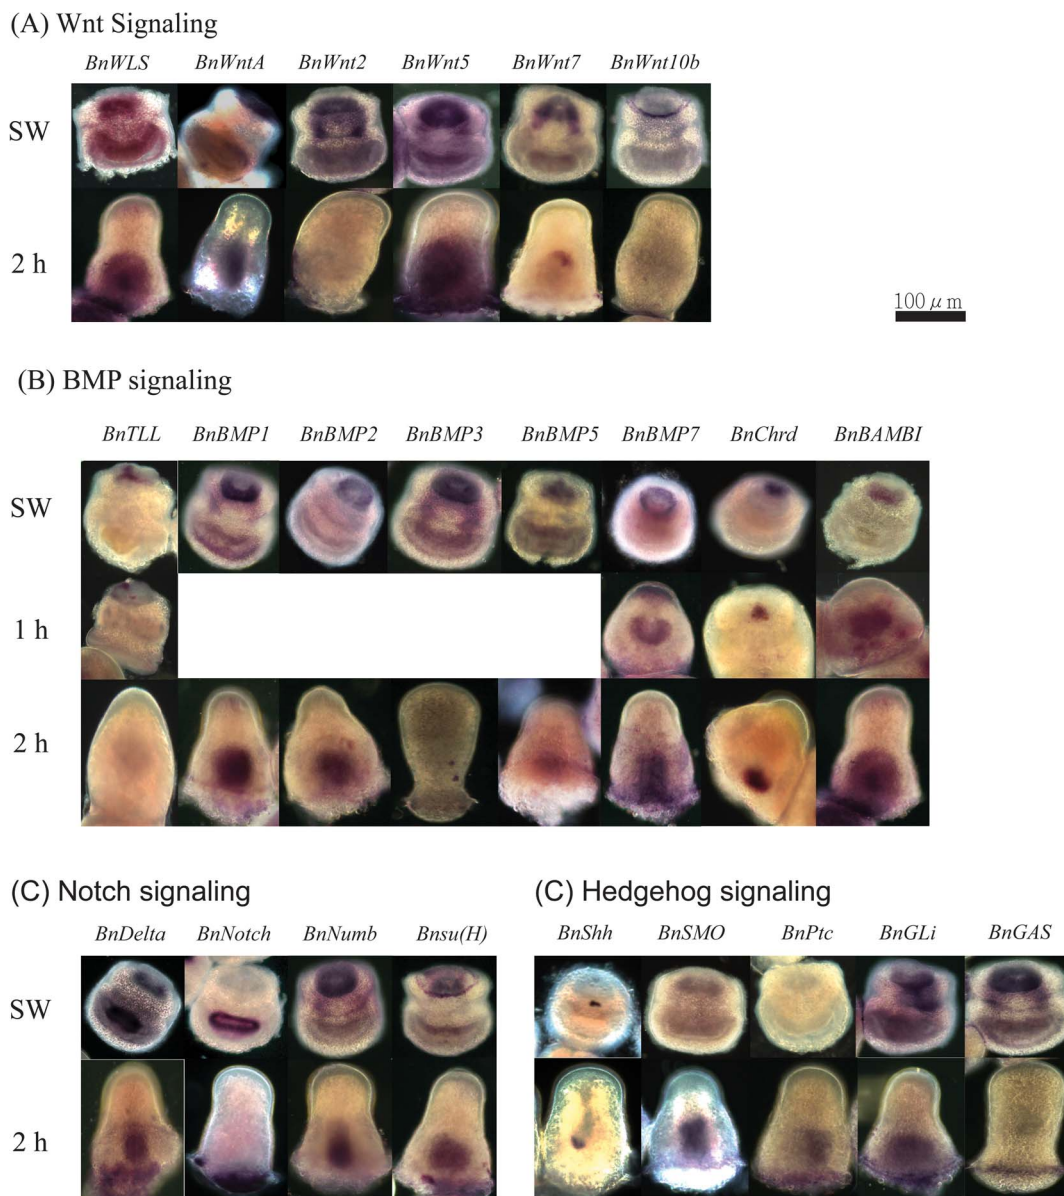 (A) Wnt Signaling
BnWLS BnWntA BnWnt2 BnWnt5 BnWnt7 BnWnt10b
SW
2 h
100 μm
(B) BMP signaling
BnTLL BnBMP1 BnBMP2 BnBMP3 BnBMP5 BnBMP7 BnChrd BnBAMBI
SW
1 h
2 h
(C) Notch signaling
BnDelta BnNotch BnNumb Bnsu(H)
SW
2 h
(C) Hedgehog signaling
BnShh BnSMO BnPtc BnGLi BnGAS